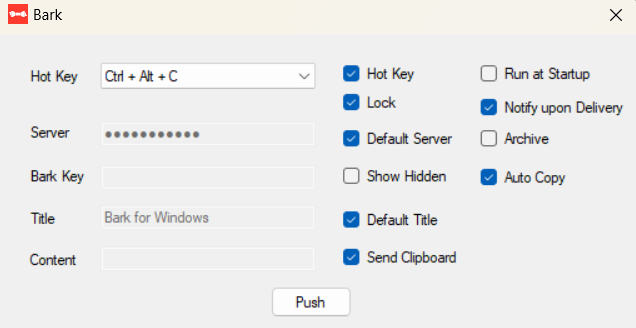 Bark
Hot Key Ctrl + Alt + C Hot Key Run at Startup
Lock Notify upon Delivery
Server ●●●●●●●●●●● Default Server Archive
Bark Key Show Hidden Auto Copy
Title Bark for Windows Default Title
Content Send Clipboard
Push